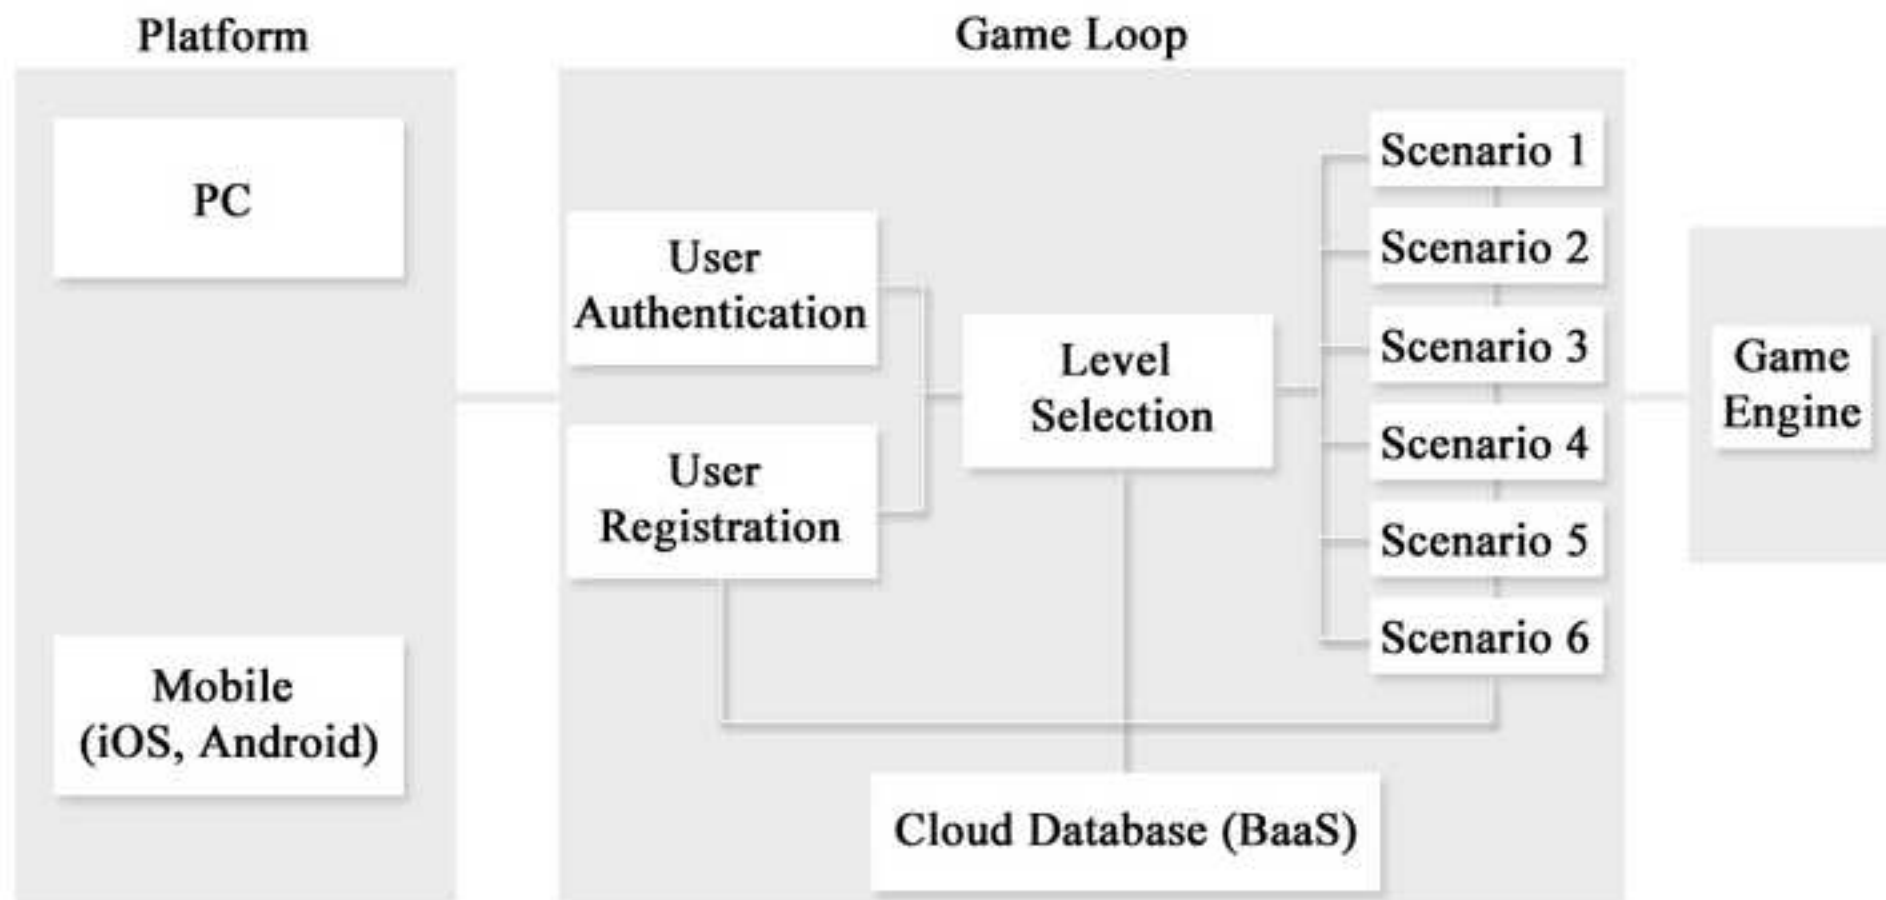 Platform
PC
Mobile
(iOS, Android)
Game Loop
User
Authentication
User
Registration
Level
Selection
Scenario 1
Scenario 2
Scenario 3
Scenario 4
Scenario 5
Scenario 6
Cloud Database (BaaS)
Game
Engine